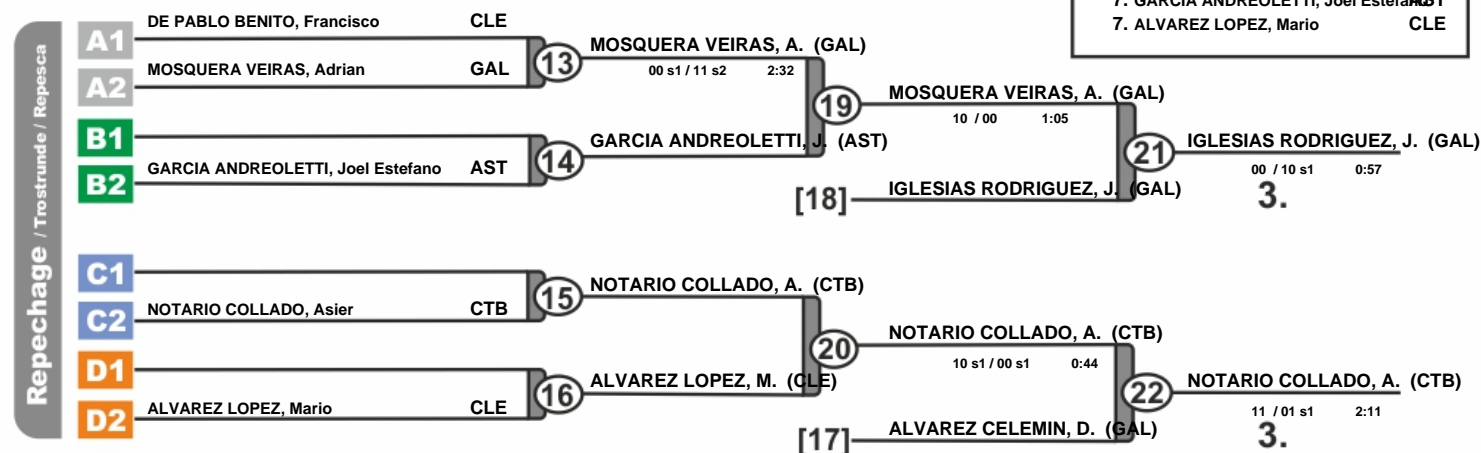 7. GARCIA ANDREOLETTI, Joel Estefano AST
7. ALVAREZ LOPEZ, Mario CLE
Repechage / Trostrunde / Repesca
A1 DE PABLO BENITO, Francisco CLE
A2 MOSQUERA VEIRAS, Adrian GAL
13 MOSQUERA VEIRAS, A. (GAL)
00 s1 / 11 s2 2:32
B1
B2 GARCIA ANDREOLETTI, Joel Estefano AST
14 GARCIA ANDREOLETTI, J. (AST)
19 MOSQUERA VEIRAS, A. (GAL)
10 / 00 1:05
[18] IGLESIAS RODRIGUEZ, J. (GAL)
21 IGLESIAS RODRIGUEZ, J. (GAL)
00 / 10 s1 0:57
3.
C1
C2 NOTARIO COLLADO, Asier CTB
15 NOTARIO COLLADO, A. (CTB)
D1
D2 ALVAREZ LOPEZ, Mario CLE
16 ALVAREZ LOPEZ, M. (CLE)
20 NOTARIO COLLADO, A. (CTB)
10 s1 / 00 s1 0:44
[17] ALVAREZ CELEMIN, D. (GAL)
22 NOTARIO COLLADO, A. (CTB)
11 / 01 s1 2:11
3.